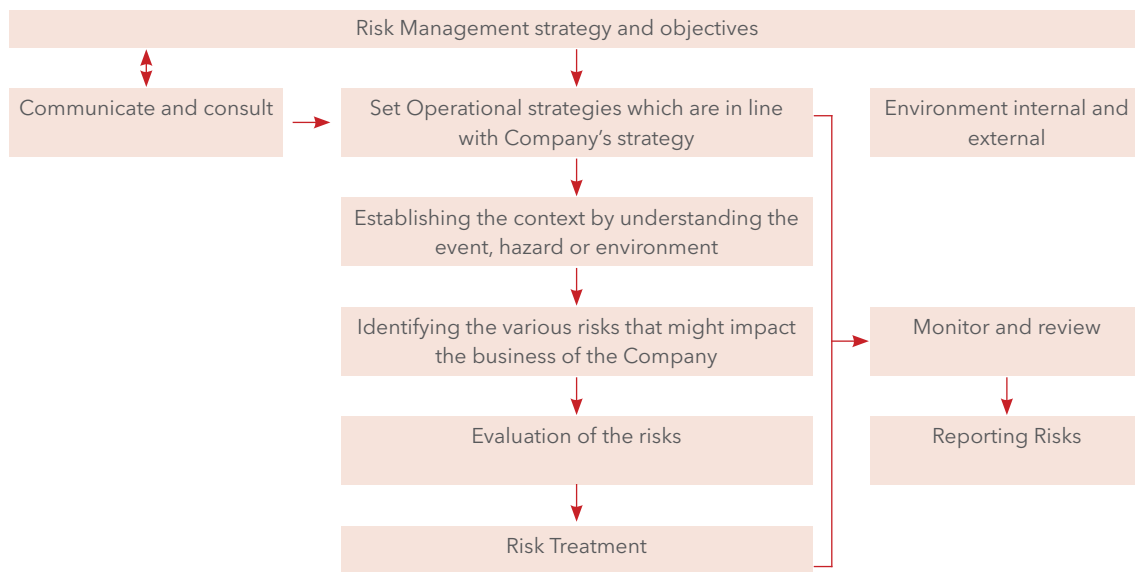 Risk Management strategy and objectives
Communicate and consult
Set Operational strategies which are in line
with Company’s strategy
Environment internal and
external
Establishing the context by understanding the
event, hazard or environment
Identifying the various risks that might impact
the business of the Company
Monitor and review
Evaluation of the risks
Reporting Risks
Risk Treatment